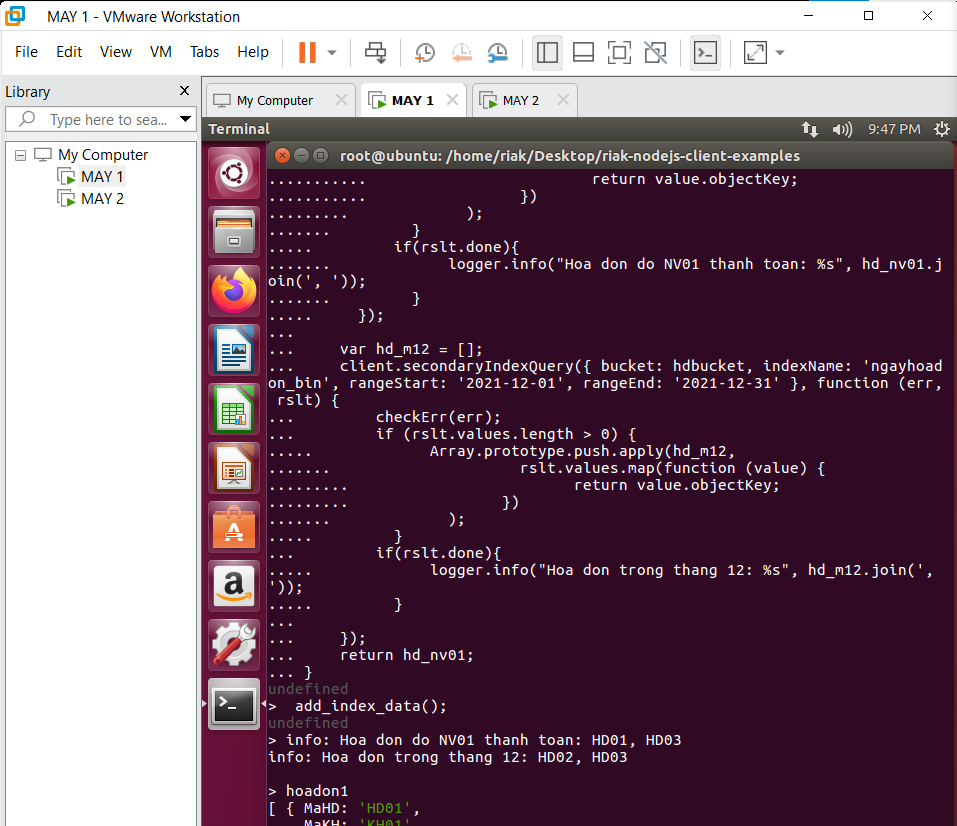 MAY 1 - VMware Workstation
File Edit View VM Tabs Help
Library
Type here to sea...
My Computer
MAY 1
MAY 2
My Computer
MAY 1
MAY 2
Terminal
9:47 PM
root@ubuntu: /home/riak/Desktop/riak-nodejs-client-examples
........... return value.objectKey;
........... })
......... );
....... }
..... if(rslt.done){
....... logger.info("Hoa don do NV01 thanh toan: %s", hd_nv01.j
oin(', '));
....... }
..... });
...
... var hd_m12 = [];
... client.secondaryIndexQuery({ bucket: hdbucket, indexName: 'ngayhoad
on_bin', rangeStart: '2021-12-01', rangeEnd: '2021-12-31' }, function (err,
rslt) {
... checkErr(err);
... if (rslt.values.length > 0) {
..... Array.prototype.push.apply(hd_m12,
....... rslt.values.map(function (value) {
......... return value.objectKey;
......... })
....... );
..... }
... if(rslt.done){
..... logger.info("Hoa don trong thang 12: %s", hd_m12.join(',
'));
..... }
...
... });
... return hd_nv01;
... }
undefined
> add_index_data();
undefined
> info: Hoa don do NV01 thanh toan: HD01, HD03
info: Hoa don trong thang 12: HD02, HD03
> hoadon1
[ { MaHD: 'HD01',
MaKH: 'KH01',